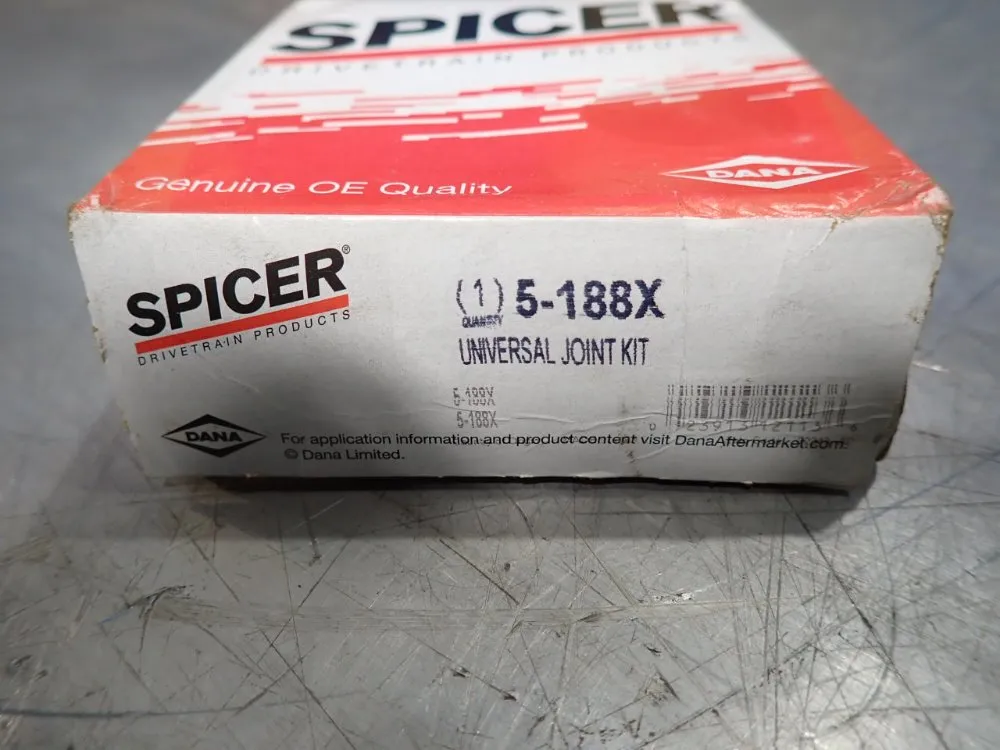 SPICER
DRIVETRAIN PRODUCTS
Genuine OE Quality
DANA
SPICER®
DRIVETRAIN PRODUCTS
(1) 5-188X
QUANTITY
UNIVERSAL JOINT KIT
5-188X
5-188X
DANA
For application information and product content visit DanaAftermarket.com.
© Dana Limited.